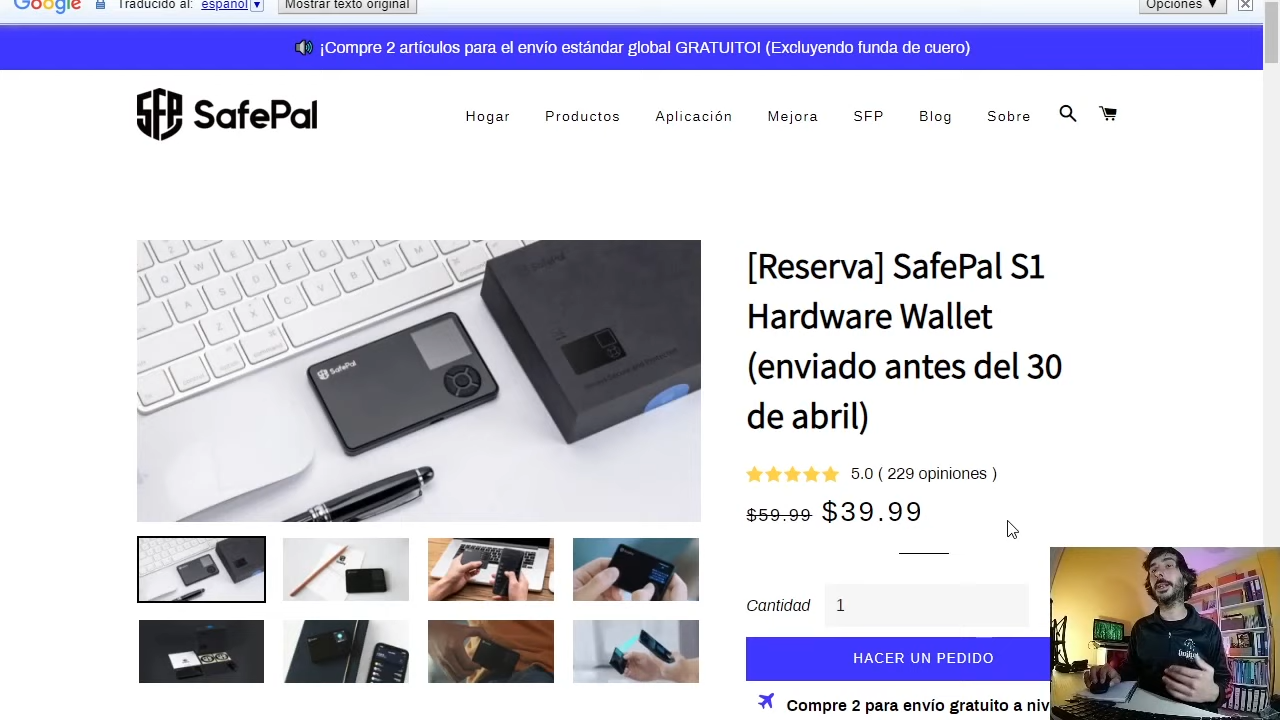 Google Traducido al: español ▼ Mostrar texto original Opciones ▼
¡Compre 2 artículos para el envío estándar global GRATUITO! (Excluyendo funda de cuero)
SFP SafePal
Hogar Productos Aplicación Mejora SFP Blog Sobre
SafePal
[Reserva] SafePal S1
Hardware Wallet
(enviado antes del 30
de abril)
5.0 ( 229 opiniones )
$59.99 $39.99
Cantidad 1
HACER UN PEDIDO
Compre 2 para envío gratuito a niv